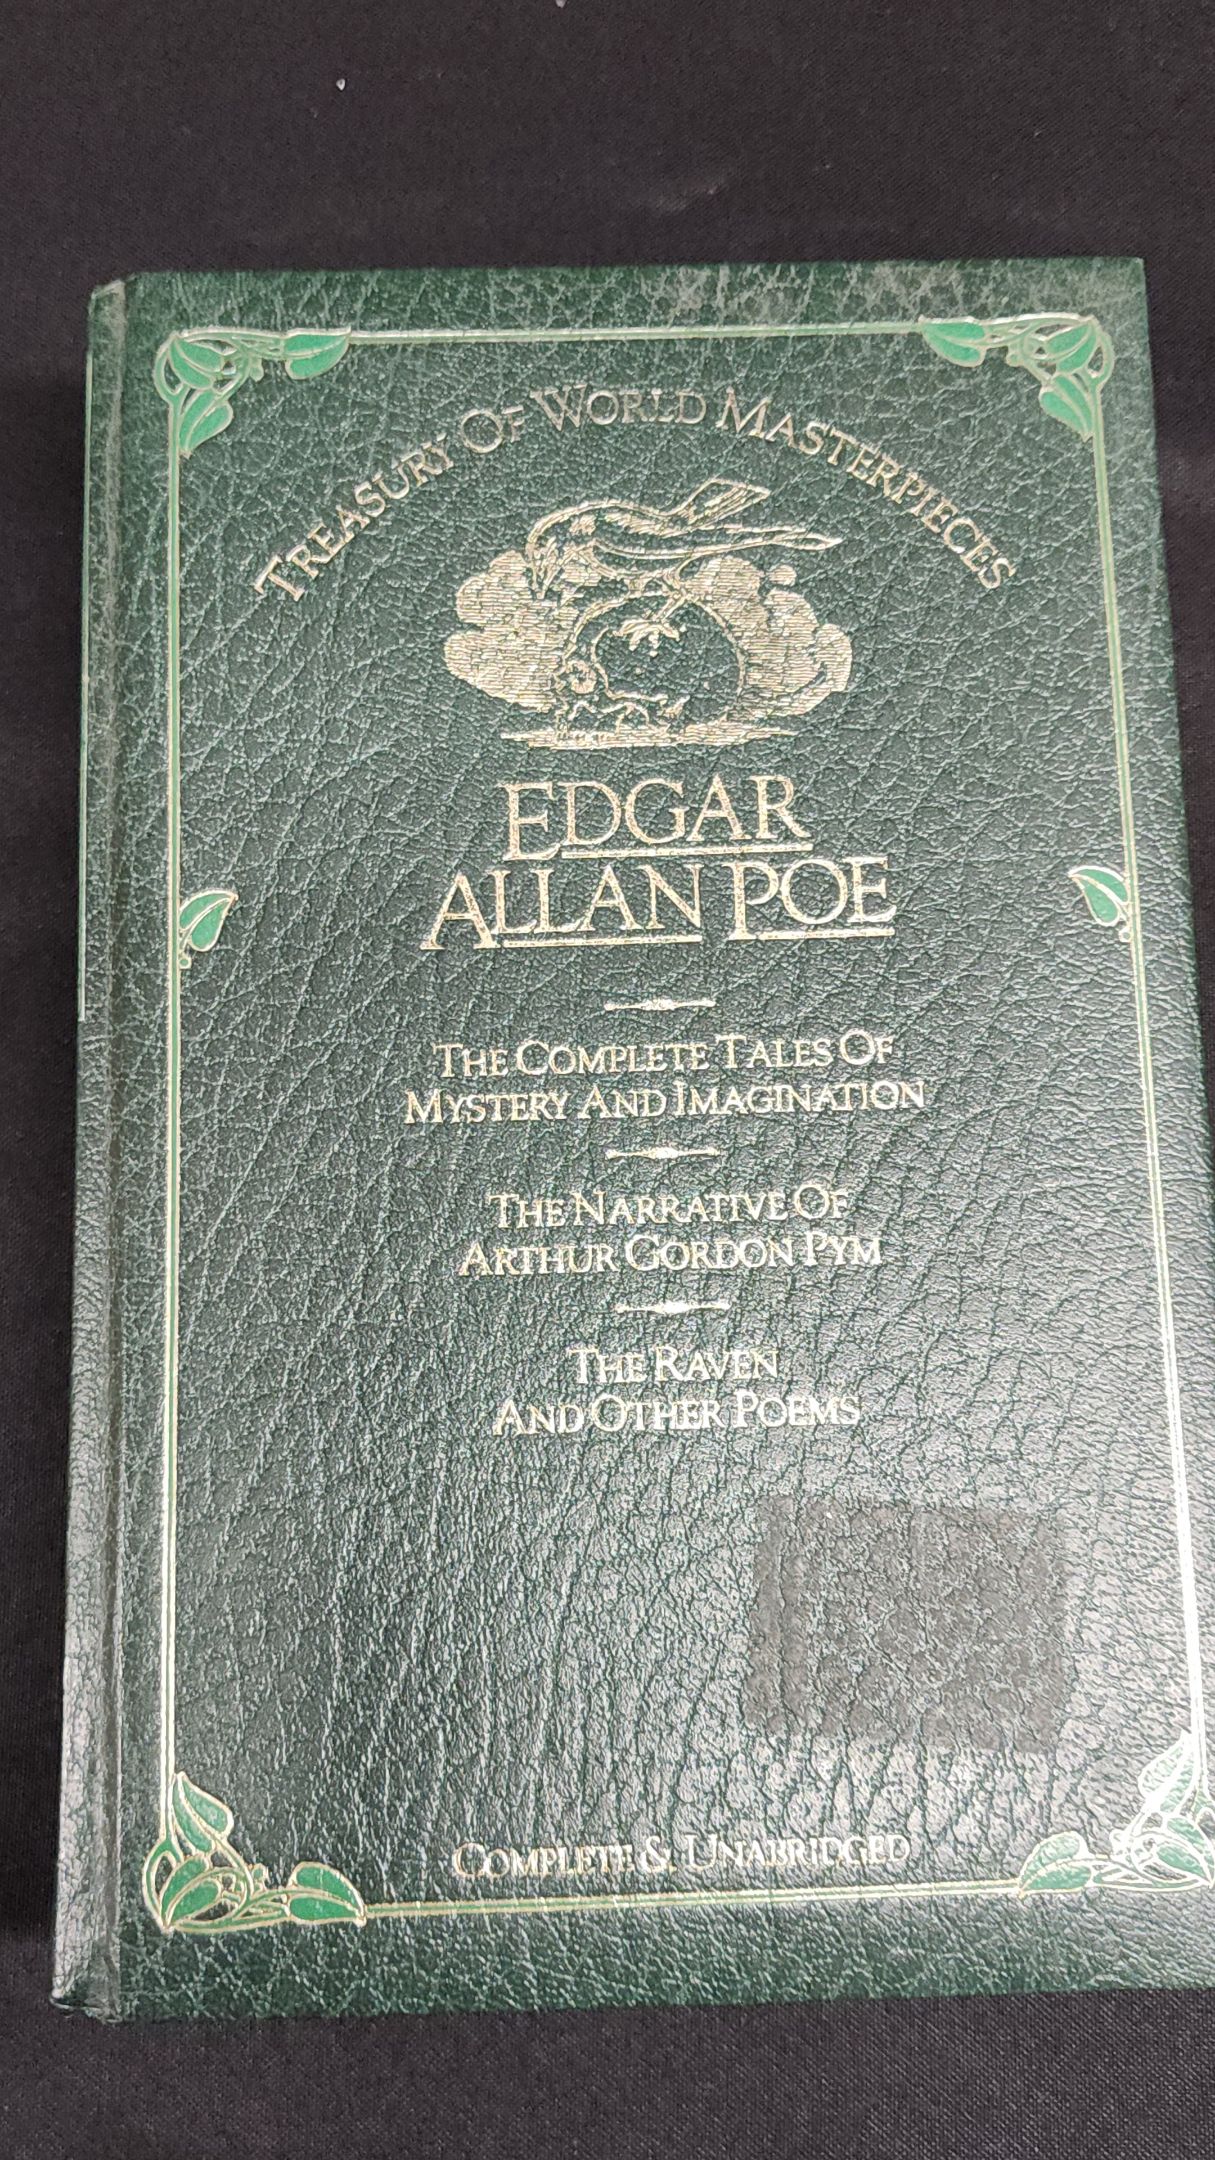 Treasury Of World Masterpieces
Edgar
Allan Poe
The Complete Tales Of
Mystery And Imagination
The Narrative Of
Arthur Gordon Pym
The Raven
And Other Poems
Complete & Unabridged